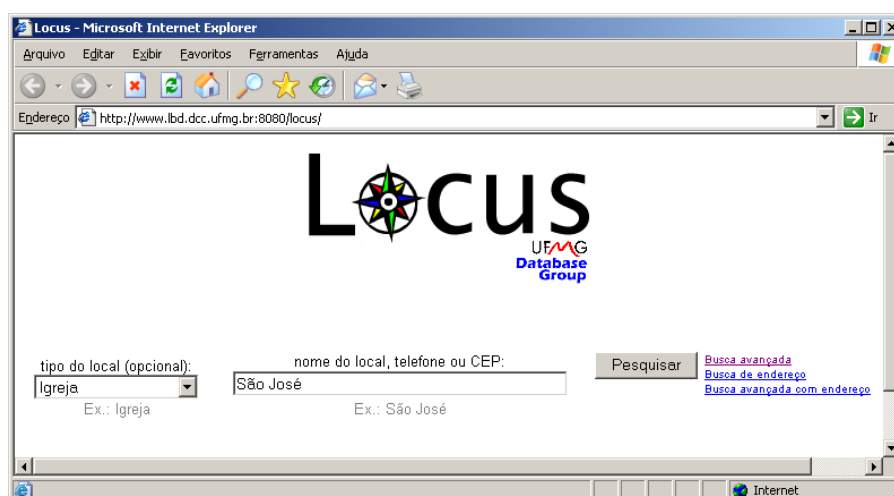 Locus - Microsoft Internet Explorer
Arquivo Editar Exibir Favoritos Ferramentas Ajuda
Endereço http://www.lbd.dcc.ufmg.br:8080/locus/ Ir
Locus
UFMG
Database
Group
tipo do local (opcional): nome do local, telefone ou CEP:
Igreja São José Pesquisar
Ex.: Igreja Ex.: São José
Busca avançada
Busca de endereço
Busca avançada com endereço
Internet